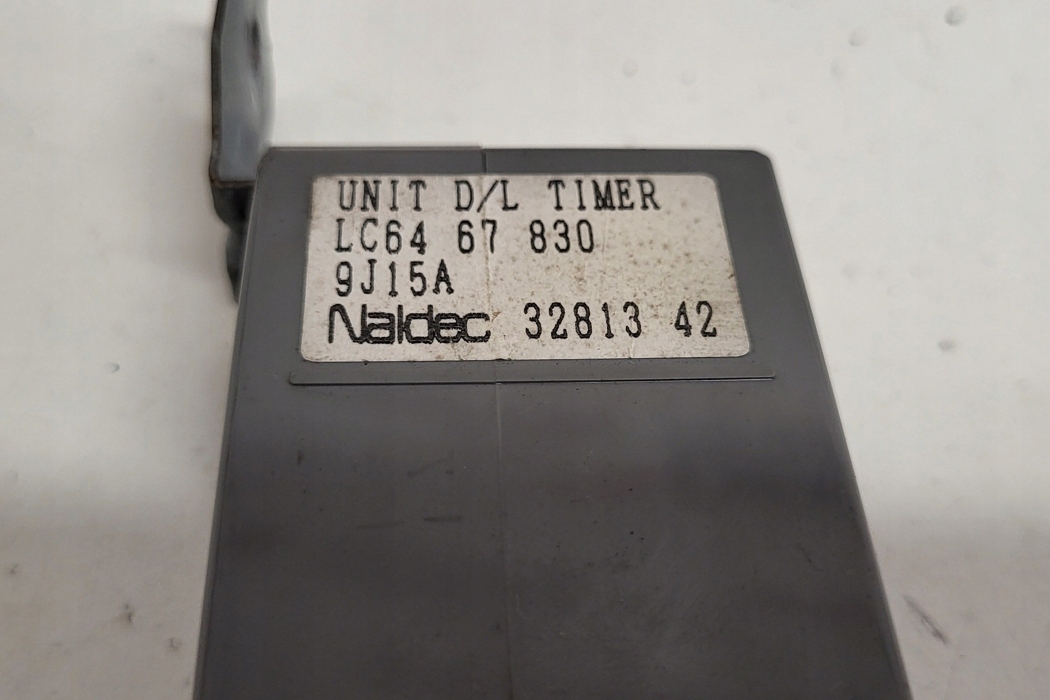 UNIT D/L TIMER
LC64 67 830
9J15A
Naldec 32813 42